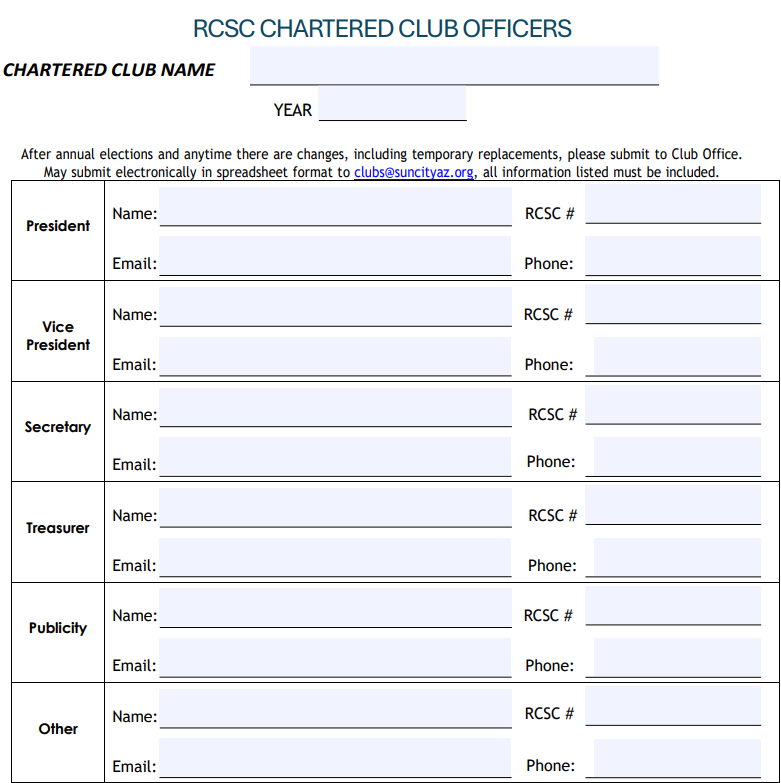 RCSC CHARTERED CLUB OFFICERS
CHARTERED CLUB NAME
YEAR
After annual elections and anytime there are changes, including temporary replacements, please submit to Club Office.
May submit electronically in spreadsheet format to clubs@suncityaz.org, all information listed must be included.
President
Name: RCSC #
Email: Phone:
Vice
President
Name: RCSC #
Email: Phone:
Secretary
Name: RCSC #
Email: Phone:
Treasurer
Name: RCSC #
Email: Phone:
Publicity
Name: RCSC #
Email: Phone:
Other
Name: RCSC #
Email: Phone: